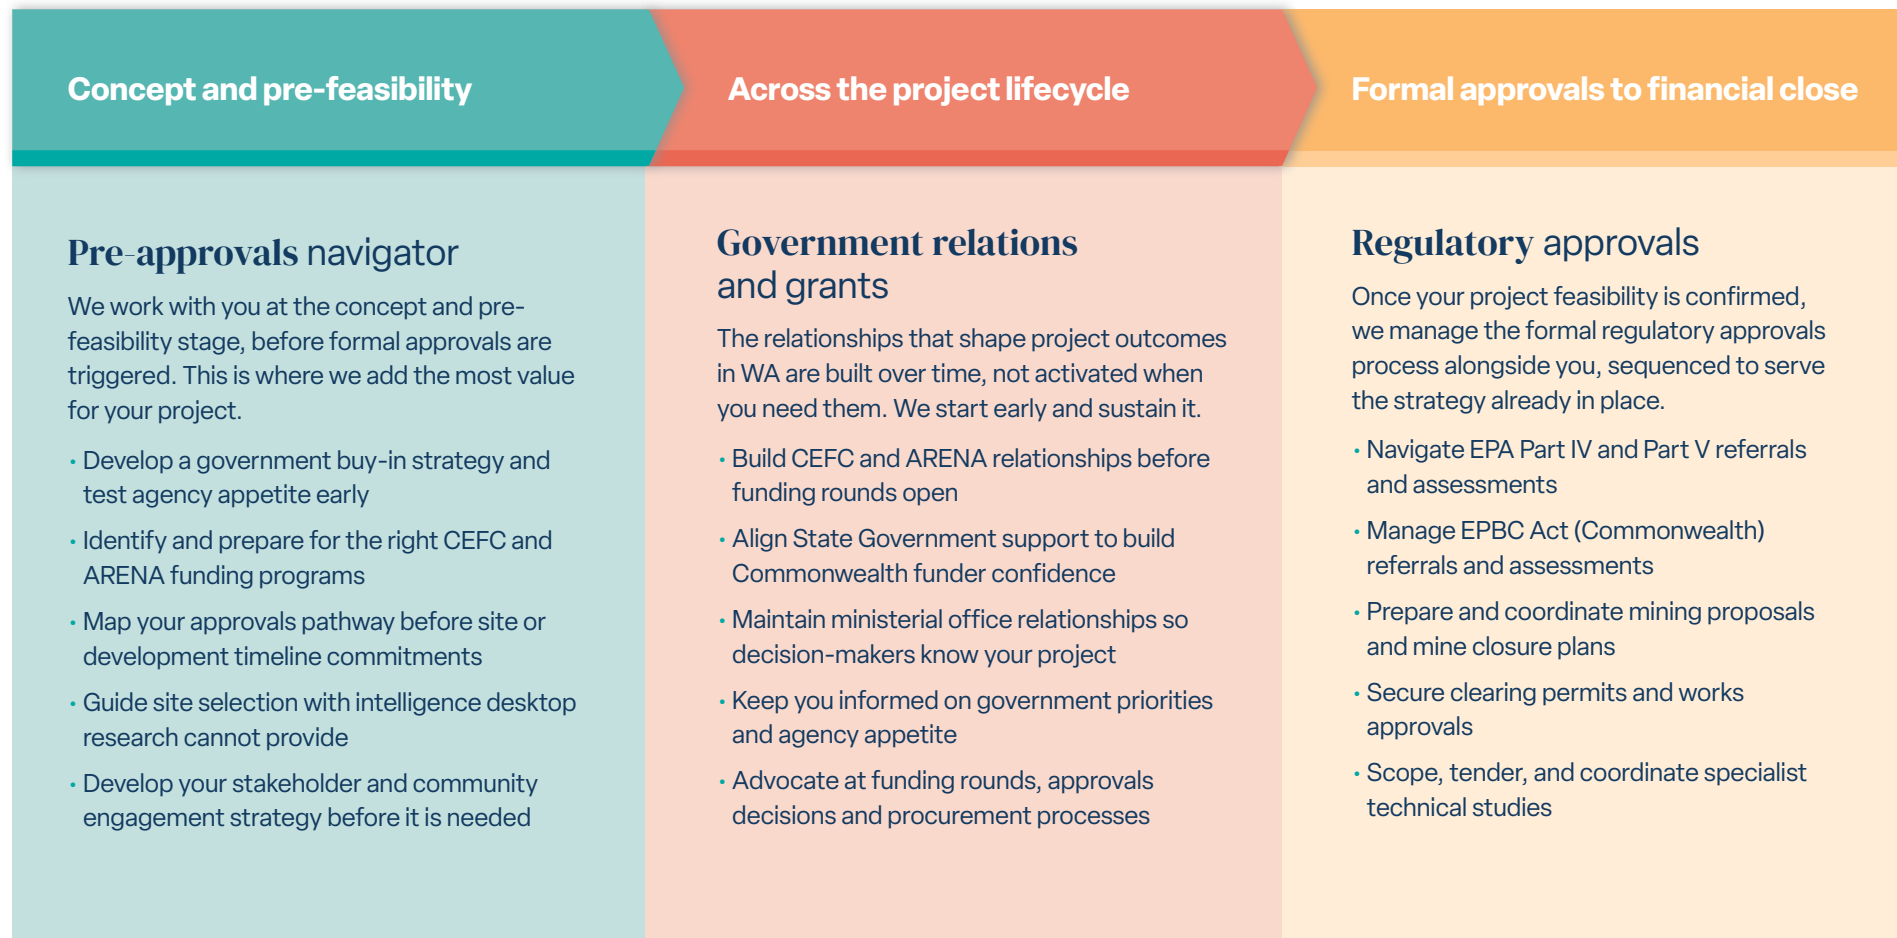 Concept and pre-feasibility
Pre-approvals navigator
We work with you at the concept and pre-
feasibility stage, before formal approvals are
triggered. This is where we add the most value
for your project.
· Develop a government buy-in strategy and
test agency appetite early
· Identify and prepare for the right CEFC and
ARENA funding programs
· Map your approvals pathway before site or
development timeline commitments
· Guide site selection with intelligence desktop
research cannot provide
· Develop your stakeholder and community
engagement strategy before it is needed
Across the project lifecycle
Government relations
and grants
The relationships that shape project outcomes
in WA are built over time, not activated when
you need them. We start early and sustain it.
· Build CEFC and ARENA relationships before
funding rounds open
· Align State Government support to build
Commonwealth funder confidence
· Maintain ministerial office relationships so
decision-makers know your project
· Keep you informed on government priorities
and agency appetite
· Advocate at funding rounds, approvals
decisions and procurement processes
Formal approvals to financial close
Regulatory approvals
Once your project feasibility is confirmed,
we manage the formal regulatory approvals
process alongside you, sequenced to serve
the strategy already in place.
· Navigate EPA Part IV and Part V referrals
and assessments
· Manage EPBC Act (Commonwealth)
referrals and assessments
· Prepare and coordinate mining proposals
and mine closure plans
· Secure clearing permits and works
approvals
· Scope, tender, and coordinate specialist
technical studies